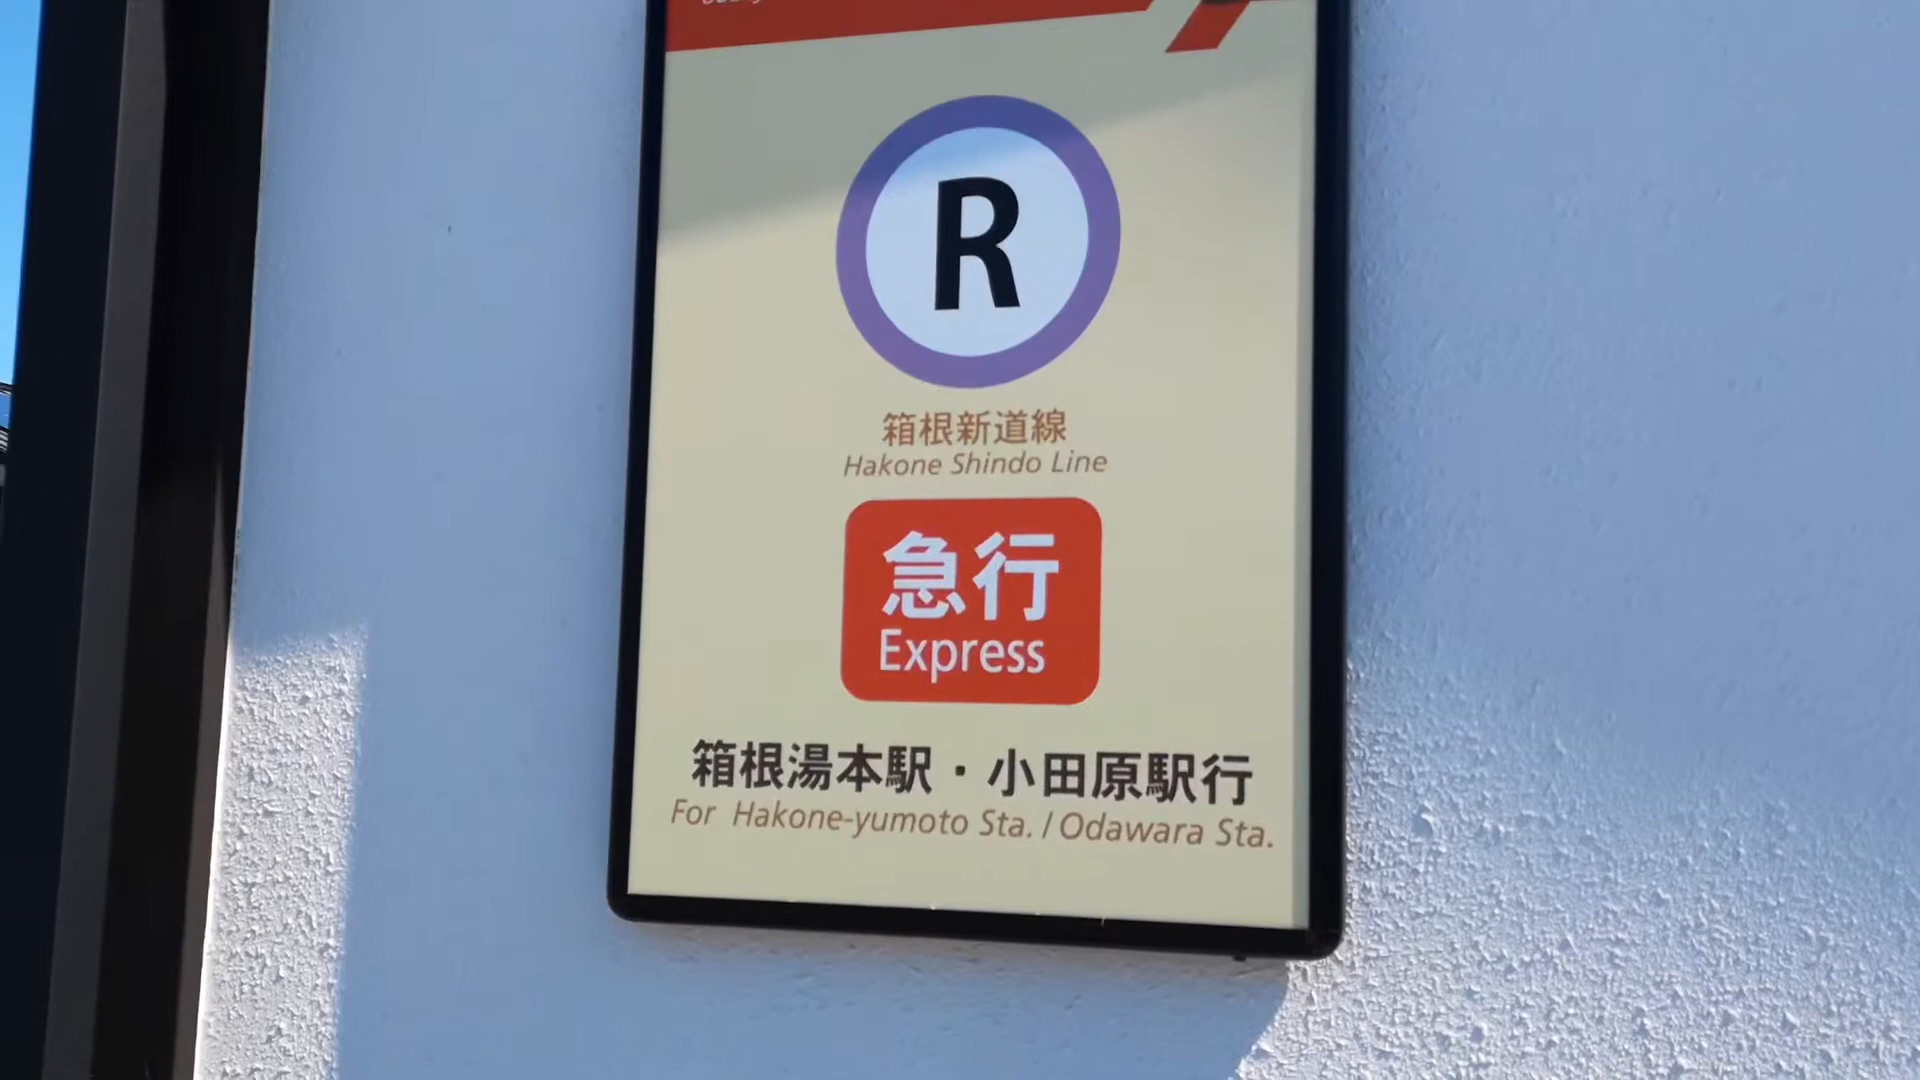 R
箱根新道線
Hakone Shindo Line
急行
Express
箱根湯本駅・小田原駅行
For Hakone-yumoto Sta. / Odawara Sta.